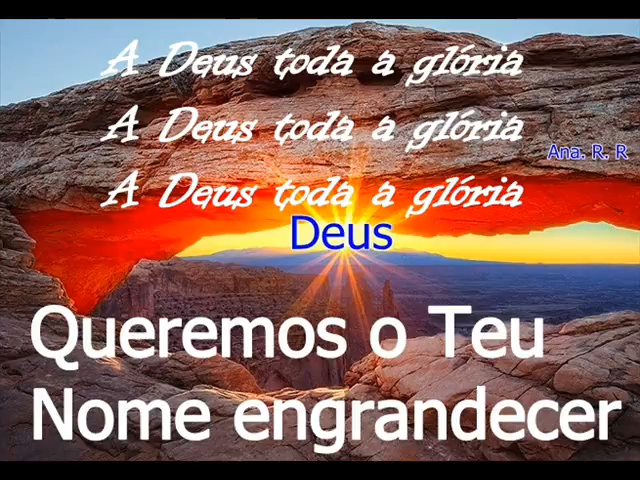 A Deus toda a glória
A Deus toda a glória
Ana. R. R
A Deus toda a glória
Deus
Queremos o Teu
Nome engrandecer